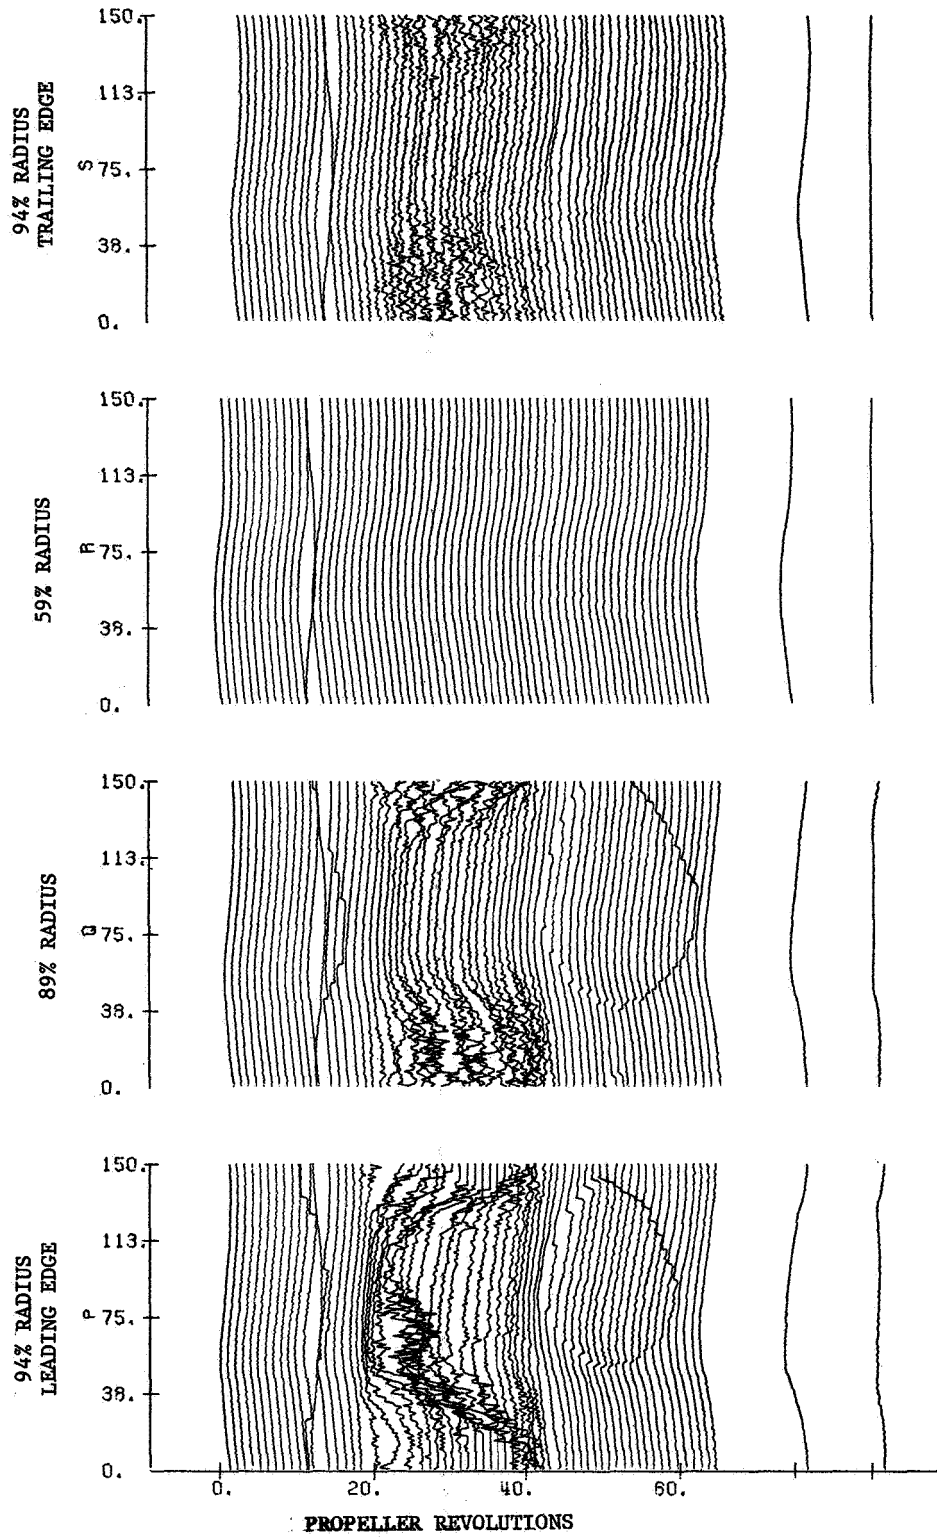 94% RADIUS
TRAILING EDGE
S
150.
113.
75.
38.
0.
59% RADIUS
R
150.
113.
75.
38.
0.
89% RADIUS
Q
150.
113.
75.
38.
0.
94% RADIUS
LEADING EDGE
P
150.
113.
75.
38.
0.
0. 20. 40. 60.
PROPELLER REVOLUTIONS